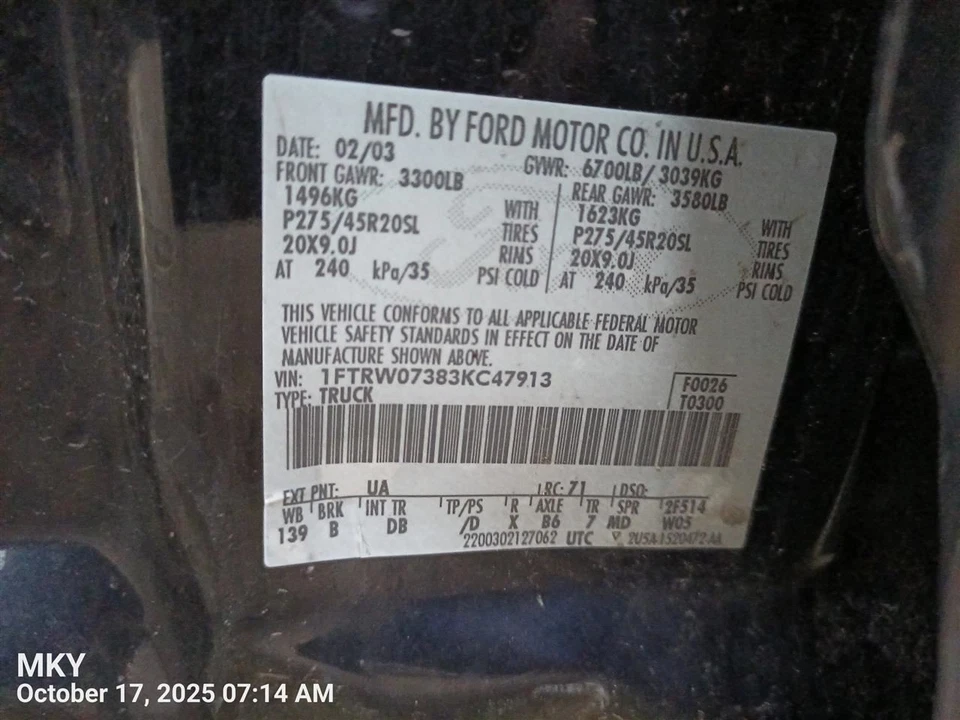 MFD. BY FORD MOTOR CO. IN U.S.A.
DATE: 02/03 GVWR: 6700LB/ 3039KG
FRONT GAWR: 3300LB REAR GAWR: 3580LB
1496KG WITH 1623KG WITH
P275/45R20SL TIRES P275/45R20SL TIRES
20X9.0J RIMS 20X9.0J RIMS
AT 240 kPa/35 PSI COLD AT 240 kPa/35 PSI COLD
THIS VEHICLE CONFORMS TO ALL APPLICABLE FEDERAL MOTOR
VEHICLE SAFETY STANDARDS IN EFFECT ON THE DATE OF
MANUFACTURE SHOWN ABOVE.
VIN: 1FTRW07383KC47913 F0026
TYPE: TRUCK T0300
EXT PNT: UA RC: 71 DSO:
WB BRK INT TR TP/PS R AXLE TR SPR 2F514
139 B DB /D X B6 7 MD W05
2200302127062 UTC
MKY
October 17, 2025 07:14 AM